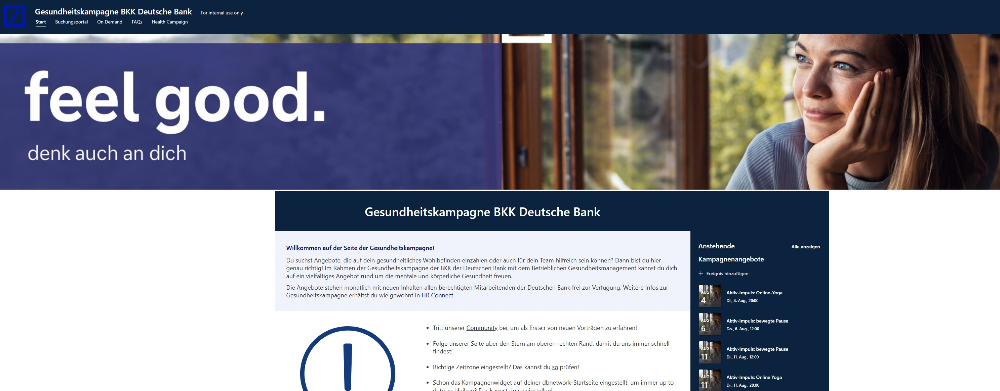 Gesundheitskampagne BKK Deutsche Bank
For internal use only
Start
Buchungsportal
On Demand
FAQs
Health Campaign
feel good.
denk auch an dich
Gesundheitskampagne BKK Deutsche Bank
Willkommen auf der Seite der Gesundheitskampagne!
Du suchst Angebote, die auf dein gesundheitliches Wohlbefinden einzahlen oder auch für dein Team hilfreich sein können? Dann bist du hier
genau richtig! Im Rahmen der Gesundheitskampagne der BKK der Deutschen Bank mit dem Betrieblichen Gesundheitsmanagement kannst du dich
auf ein vielfältiges Angebot rund um die mentale und körperliche Gesundheit freuen.
Die Angebote stehen monatlich mit neuen Inhalten allen berechtigten Mitarbeitenden der Deutschen Bank frei zur Verfügung. Weitere Infos zur
Gesundheitskampagne erhältst du wie gewohnt in HR Connect.
Tritt unserer Community bei, um als Erste:r von neuen Vorträgen zu erfahren!
Folge unserer Seite über den Stern am oberen rechten Rand, damit du uns immer schnell
findest!
Richtige Zeitzone eingestellt? Das kannst du so prüfen!
Schon das Kampagnenwidget auf deiner dbnetwork-Startseite eingestellt, um immer up to
date zu bleiben? Das kannst du so einstellen!
Anstehende
Kampagnenangebote
Alle anzeigen
Ereignis hinzufügen
AUG
4
Aktiv-Impuls: Online-Yoga
Di., 4. Aug., 20:00
AUG
6
Aktiv-Impuls: bewegte Pause
Do., 6. Aug., 12:00
AUG
11
Aktiv-Impuls: bewegte Pause
Di., 11. Aug., 12:00
AUG
11
Aktiv-Impuls: Online Yoga
Di., 11. Aug., 20:00